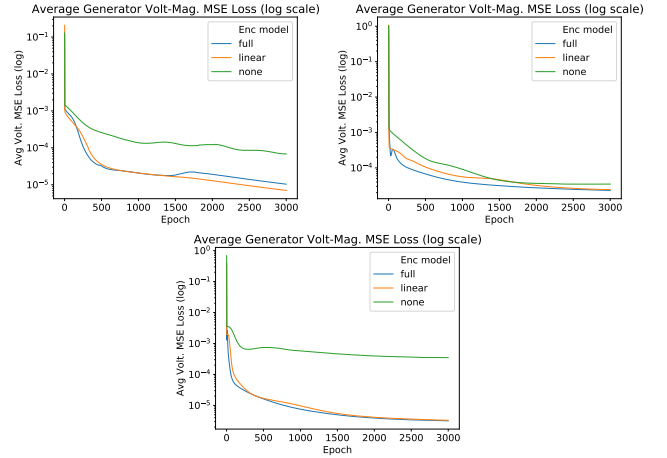 Average Generator Volt-Mag. MSE Loss (log scale)
Avg Volt. MSE Loss (log)
10⁻¹
10⁻²
10⁻³
10⁻⁴
10⁻⁵
Enc model
full
linear
none
0 500 1000 1500 2000 2500 3000
Epoch
Average Generator Volt-Mag. MSE Loss (log scale)
Avg Volt. MSE Loss (log)
10⁰
10⁻¹
10⁻²
10⁻³
10⁻⁴
Enc model
full
linear
none
0 500 1000 1500 2000 2500 3000
Epoch
Average Generator Volt-Mag. MSE Loss (log scale)
Avg Volt. MSE Loss (log)
10⁰
10⁻¹
10⁻²
10⁻³
10⁻⁴
10⁻⁵
Enc model
full
linear
none
0 500 1000 1500 2000 2500 3000
Epoch